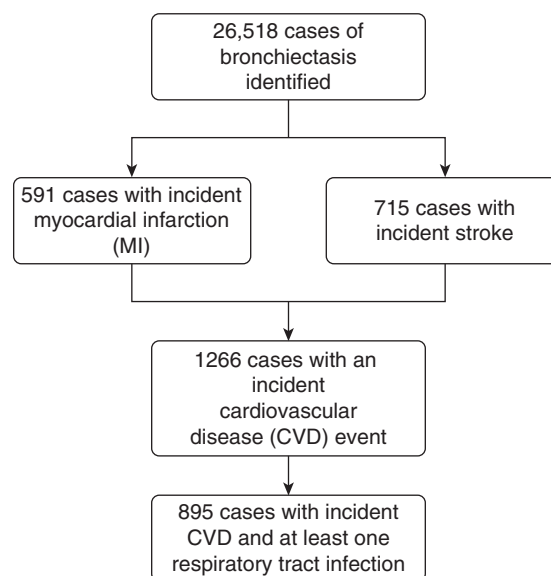 26,518 cases of
bronchiectasis
identified
591 cases with incident
myocardial infarction
(MI)
715 cases with
incident stroke
1266 cases with an
incident
cardiovascular
disease (CVD) event
895 cases with incident
CVD and at least one
respiratory tract infection